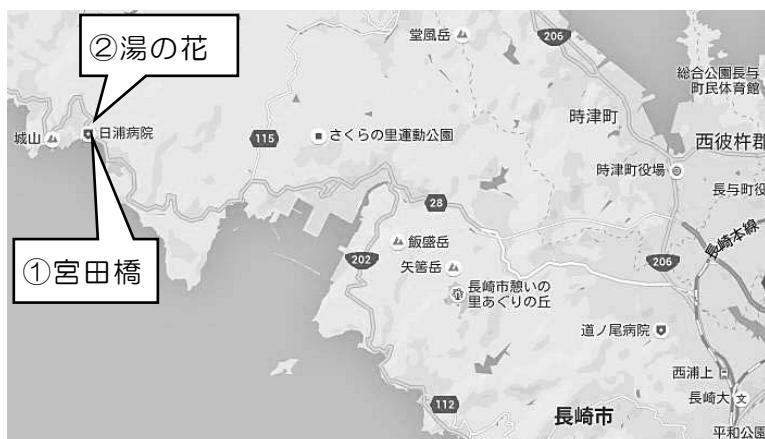 ②湯の花
堂風岳
206
総合公園長与
町民体育館
時津町
城山
日浦病院
115
さくらの里運動公園
西彼杵郡
時津町役場
長与町役
28
①宮田橋
飯盛岳
長崎本線
202
矢筈岳
206
長崎市憩いの
里あぐりの丘
道ノ尾病院
西浦上
112
長崎市
長崎大
平和公園